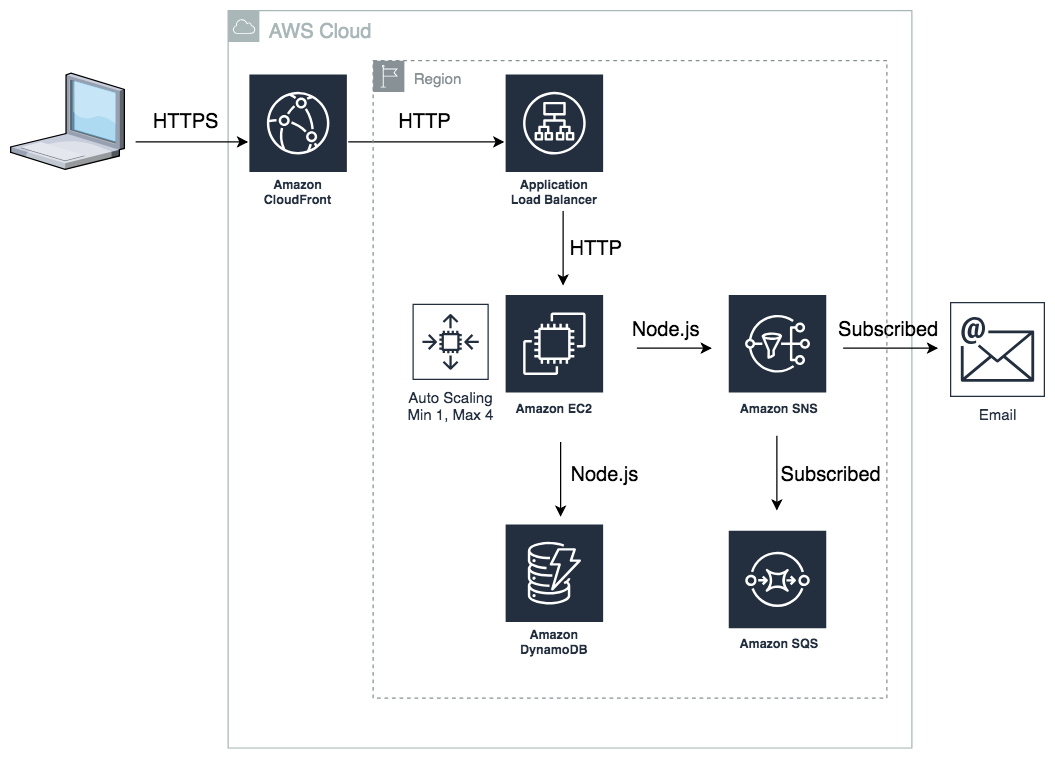 AWS Cloud
Region
HTTPS
HTTP
Amazon
CloudFront
Application
Load Balancer
HTTP
Auto Scaling
Min 1, Max 4
Amazon EC2
Node.js
Amazon SNS
Subscribed
@
Email
Node.js
Subscribed
Amazon
DynamoDB
Amazon SQS